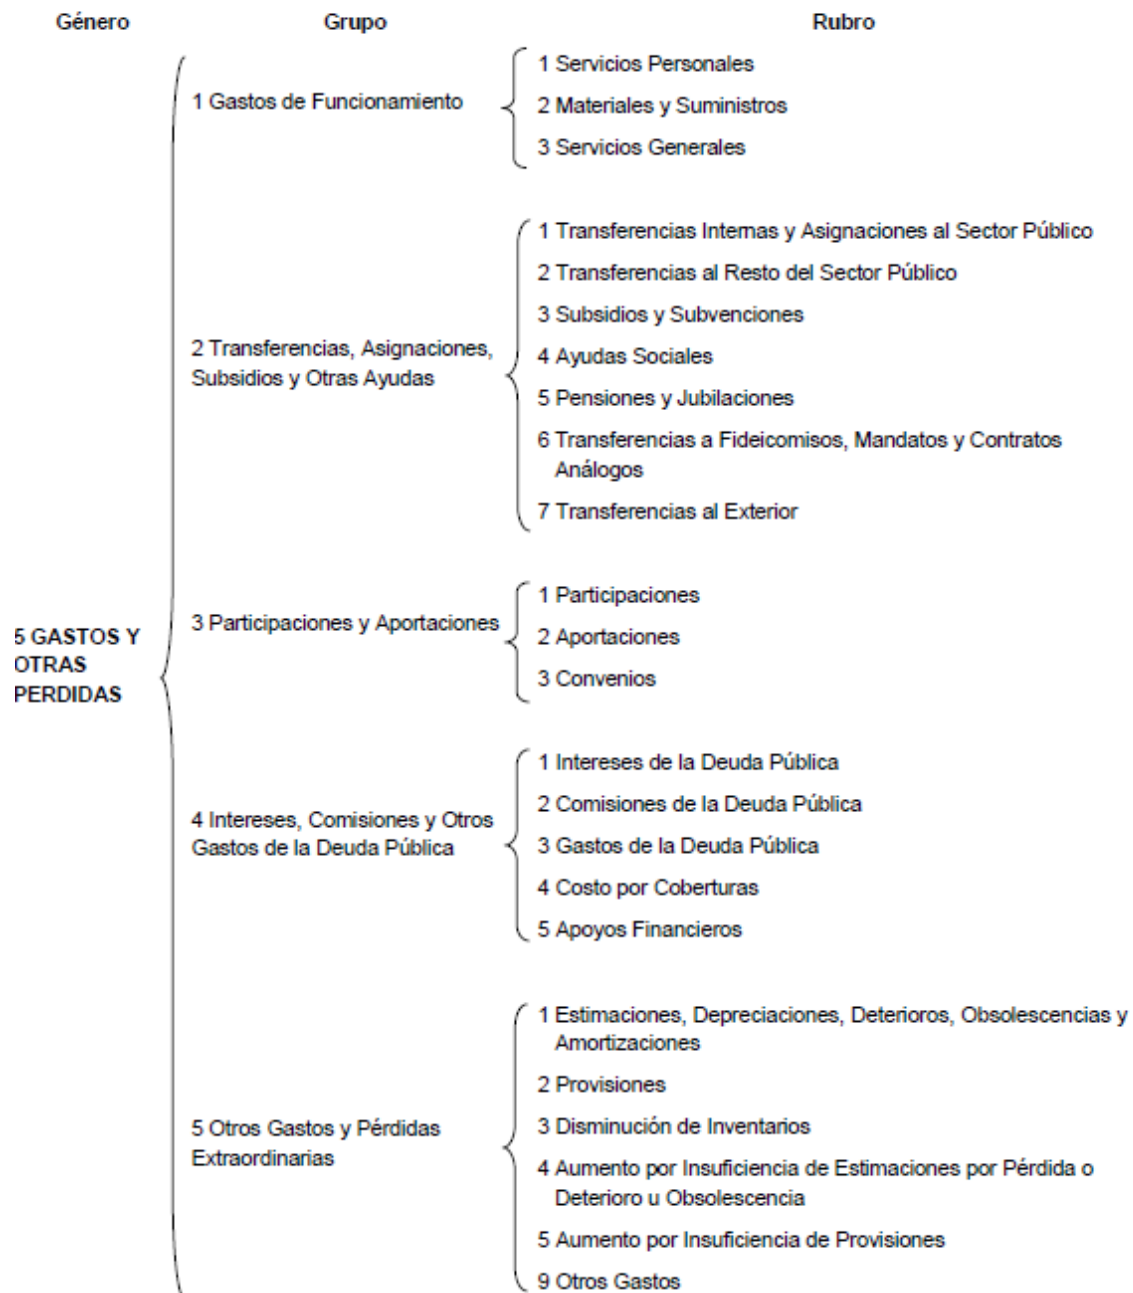 Género Grupo Rubro
1 Gastos de Funcionamiento
1 Servicios Personales
2 Materiales y Suministros
3 Servicios Generales
2 Transferencias, Asignaciones,
Subsidios y Otras Ayudas
1 Transferencias Internas y Asignaciones al Sector Público
2 Transferencias al Resto del Sector Público
3 Subsidios y Subvenciones
4 Ayudas Sociales
5 Pensiones y Jubilaciones
6 Transferencias a Fideicomisos, Mandatos y Contratos
Análogos
7 Transferencias al Exterior
5 GASTOS Y
OTRAS
PERDIDAS
3 Participaciones y Aportaciones
1 Participaciones
2 Aportaciones
3 Convenios
4 Intereses, Comisiones y Otros
Gastos de la Deuda Pública
1 Intereses de la Deuda Pública
2 Comisiones de la Deuda Pública
3 Gastos de la Deuda Pública
4 Costo por Coberturas
5 Apoyos Financieros
5 Otros Gastos y Pérdidas
Extraordinarias
1 Estimaciones, Depreciaciones, Deterioros, Obsolescencias y
Amortizaciones
2 Provisiones
3 Disminución de Inventarios
4 Aumento por Insuficiencia de Estimaciones por Pérdida o
Deterioro u Obsolescencia
5 Aumento por Insuficiencia de Provisiones
9 Otros Gastos